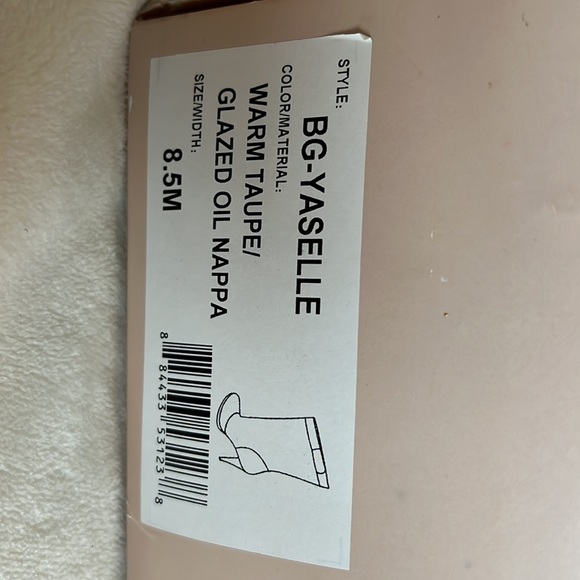 STYLE:
BG-YASELLE
COLOR/MATERIAL:
WARM TAUPE/
GLAZED OIL NAPPA
SIZE/WIDTH:
8.5M
8 84433 53123 8